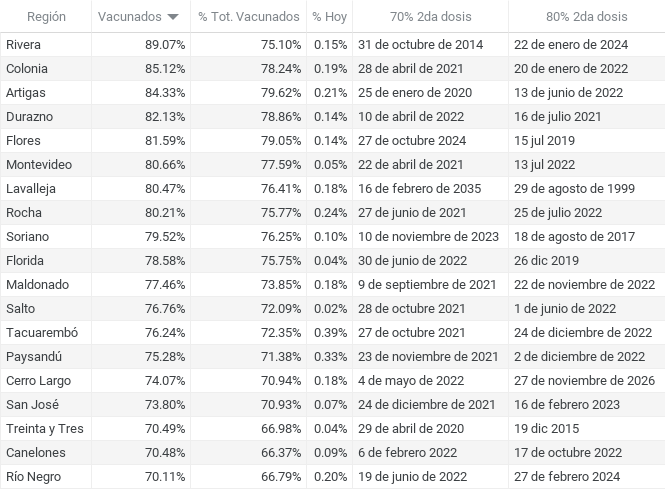 Región Vacunados % Tot. Vacunados % Hoy 70% 2da dosis 80% 2da dosis
Rivera 89.07% 75.10% 0.15% 31 de octubre de 2014 22 de enero de 2024
Colonia 85.12% 78.24% 0.19% 28 de abril de 2021 20 de enero de 2022
Artigas 84.33% 79.62% 0.21% 25 de enero de 2020 13 de junio de 2022
Durazno 82.13% 78.86% 0.14% 10 de abril de 2022 16 de julio 2021
Flores 81.59% 79.05% 0.14% 27 de octubre 2024 15 jul 2019
Montevideo 80.66% 77.59% 0.05% 22 de abril de 2021 13 jul 2022
Lavalleja 80.47% 76.41% 0.18% 16 de febrero de 2035 29 de agosto de 1999
Rocha 80.21% 75.77% 0.24% 27 de junio de 2021 25 de julio 2022
Soriano 79.52% 76.25% 0.10% 10 de noviembre de 2023 18 de agosto de 2017
Florida 78.58% 75.75% 0.04% 30 de junio de 2022 26 dic 2019
Maldonado 77.46% 73.85% 0.18% 9 de septiembre de 2021 22 de noviembre de 2022
Salto 76.76% 72.09% 0.02% 28 de octubre 2021 1 de junio de 2022
Tacuarembó 76.24% 72.35% 0.39% 27 de octubre 2021 24 de diciembre de 2022
Paysandú 75.28% 71.38% 0.33% 23 de noviembre de 2021 2 de diciembre de 2022
Cerro Largo 74.07% 70.94% 0.18% 4 de mayo de 2022 27 de noviembre de 2026
San José 73.80% 70.93% 0.07% 24 de diciembre de 2021 16 de febrero 2023
Treinta y Tres 70.49% 66.98% 0.04% 29 de abril de 2020 19 dic 2015
Canelones 70.48% 66.37% 0.09% 6 de febrero 2022 17 de octubre de 2022
Río Negro 70.11% 66.79% 0.20% 19 de junio de 2022 27 de febrero 2024